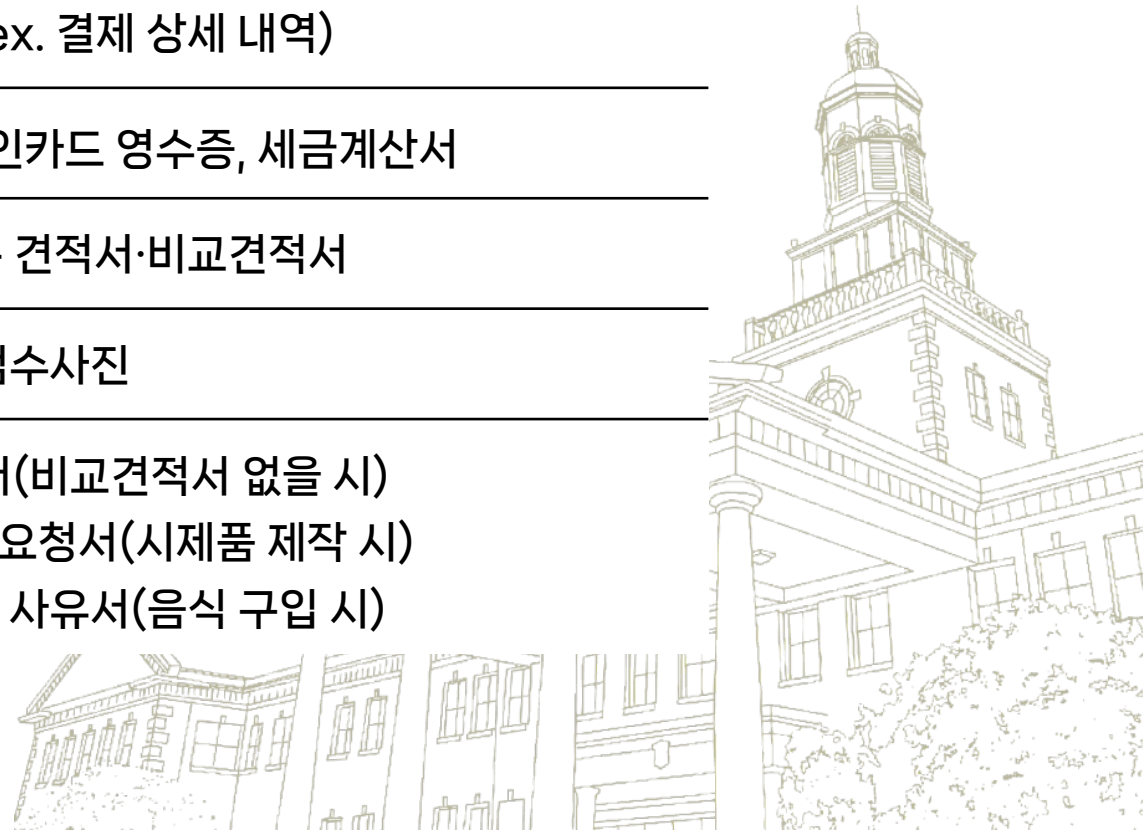 ex. 결제 상세 내역)
인카드 영수증, 세금계산서
견적서·비교견적서
검수사진
서(비교견적서 없을 시)
요청서(시제품 제작 시)
사유서(음식 구입 시)